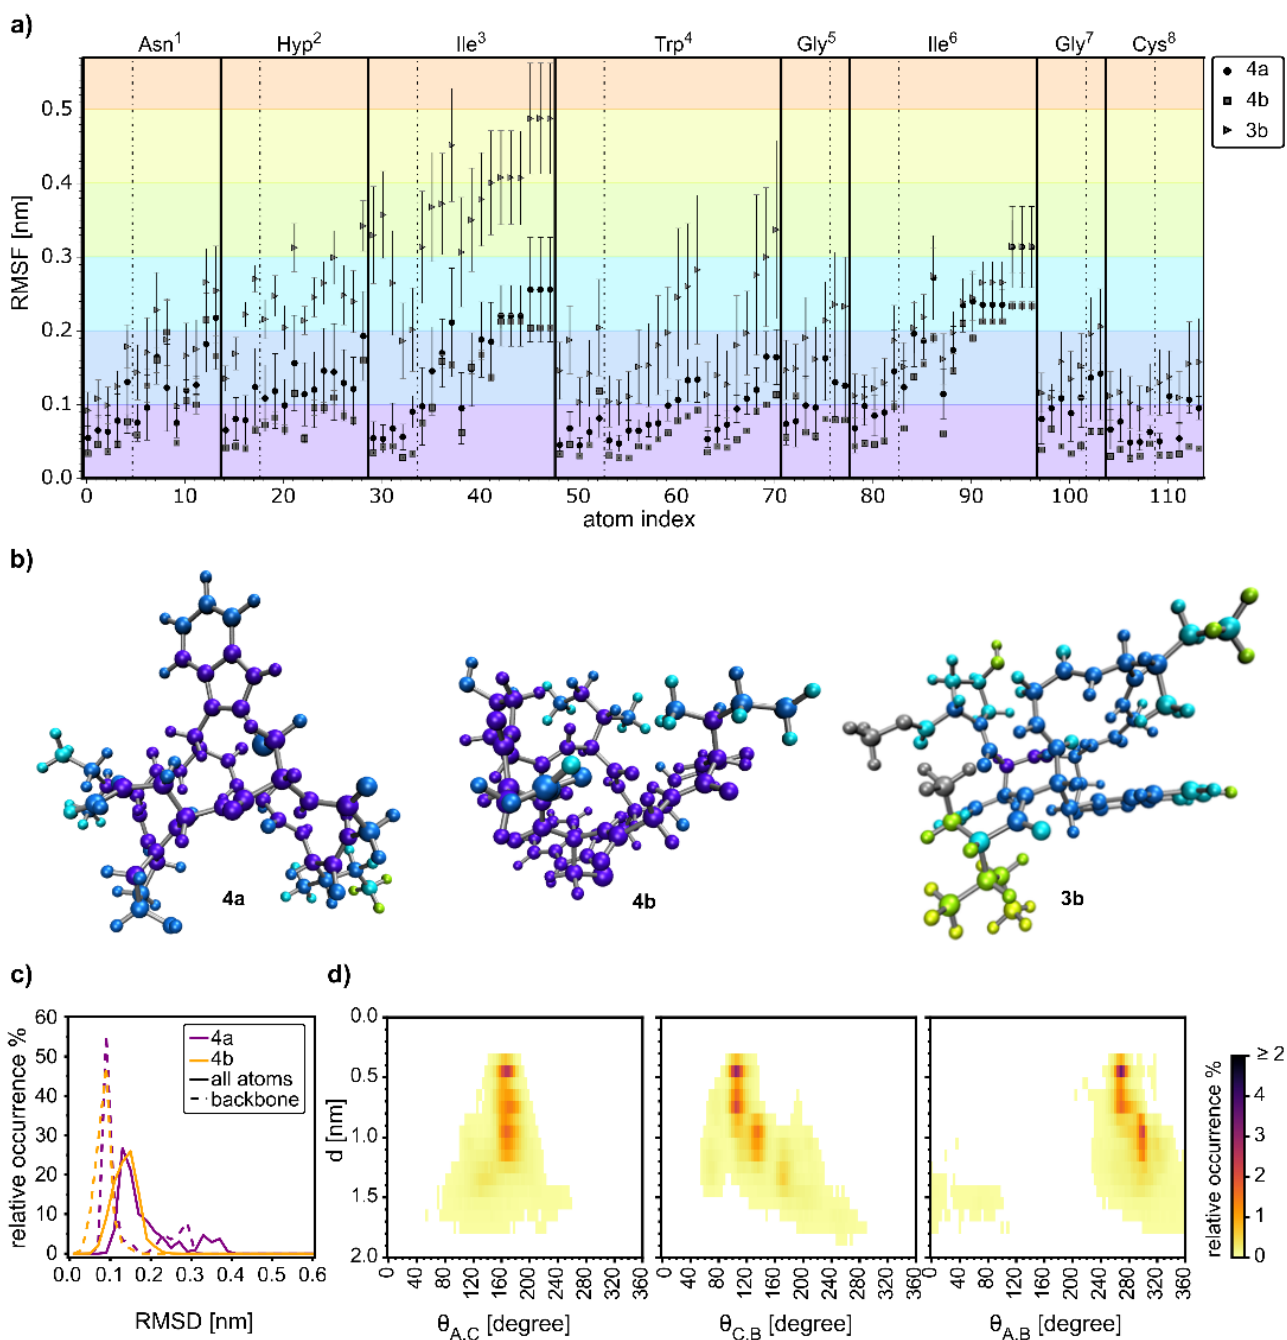 a)
Asn¹ Hyp² Ile³ Trp⁴ Gly⁵ Ile⁶ Gly⁷ Cys⁸
4a
4b
3b
RMSF [nm]
0.5
0.4
0.3
0.2
0.1
0.0
0 10 20 30 40 50 60 70 80 90 100 110
atom index
b)
4a
4b
3b
c)
relative occurrence %
60
50
40
30
20
10
0
4a
4b
all atoms
backbone
0.0 0.1 0.2 0.3 0.4 0.5 0.6
RMSD [nm]
d)
d [nm]
0.0
0.5
1.0
1.5
2.0
40 80 120 160 200 240 280 320 360
θA,C [degree]
40 80 120 160 200 240 280 320 360
θC,B [degree]
40 80 120 160 200 240 280 320 360
θA,B [degree]
relative occurrence %
≥ 2
4
3
2
1
0